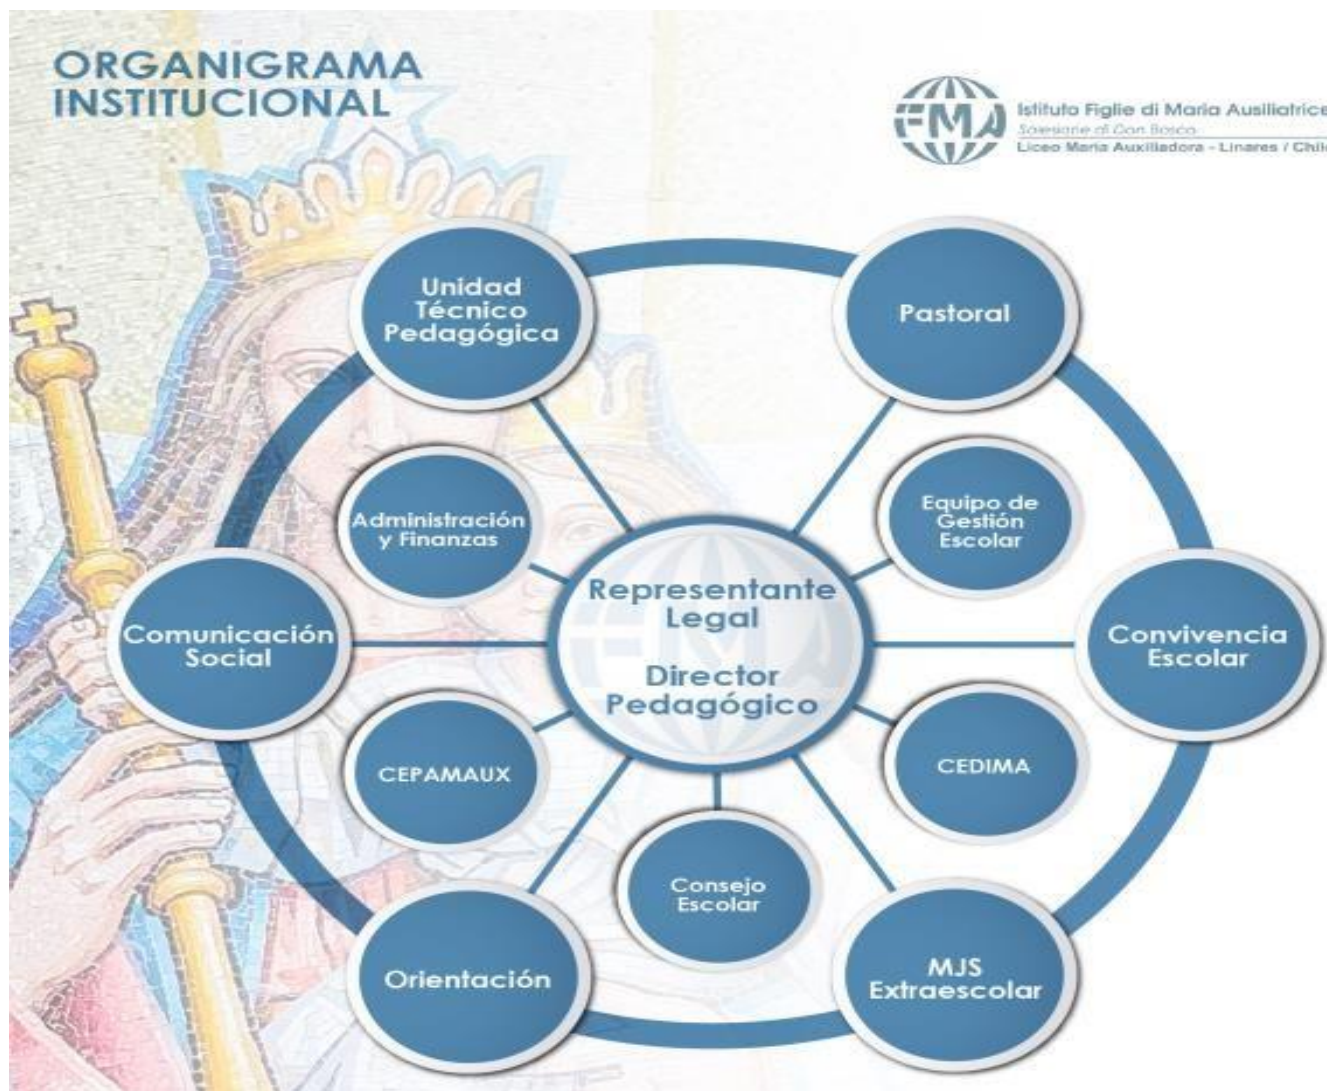 ORGANIGRAMA
INSTITUCIONAL
FMA
Istituto Figlie di Maria Ausiliatrice
Salesiane di Don Bosco
Liceo María Auxiliadora - Linares / Chile
Unidad
Técnico
Pedagógica
Pastoral
Administración
y Finanzas
Equipo de
Gestión
Escolar
Representante
Legal
Director
Pedagógico
Comunicación
Social
Convivencia
Escolar
CEPAMAUX
CEDIMA
Consejo
Escolar
Orientación
MJS
Extraescolar